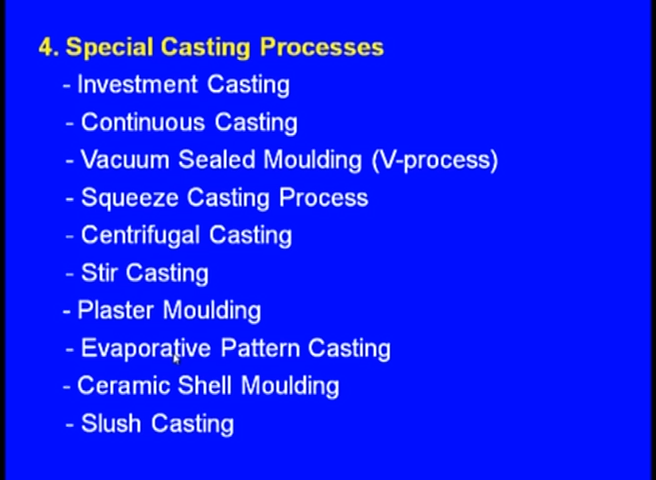 4. Special Casting Processes
- Investment Casting
- Continuous Casting
- Vacuum Sealed Moulding (V-process)
- Squeeze Casting Process
- Centrifugal Casting
- Stir Casting
- Plaster Moulding
- Evaporative Pattern Casting
- Ceramic Shell Moulding
- Slush Casting